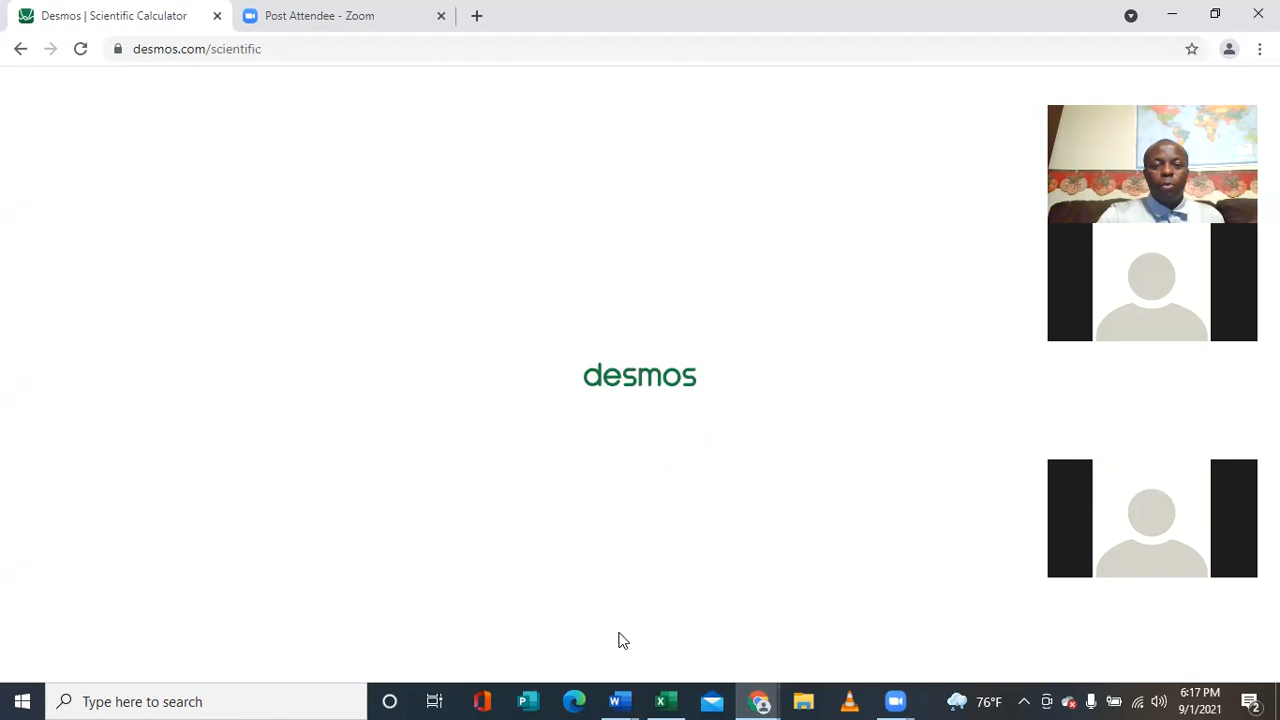 Desmos | Scientific Calculator
Post Attendee - Zoom
desmos.com/scientific
desmos
Type here to search
76°F
6:17 PM
9/1/2021
2